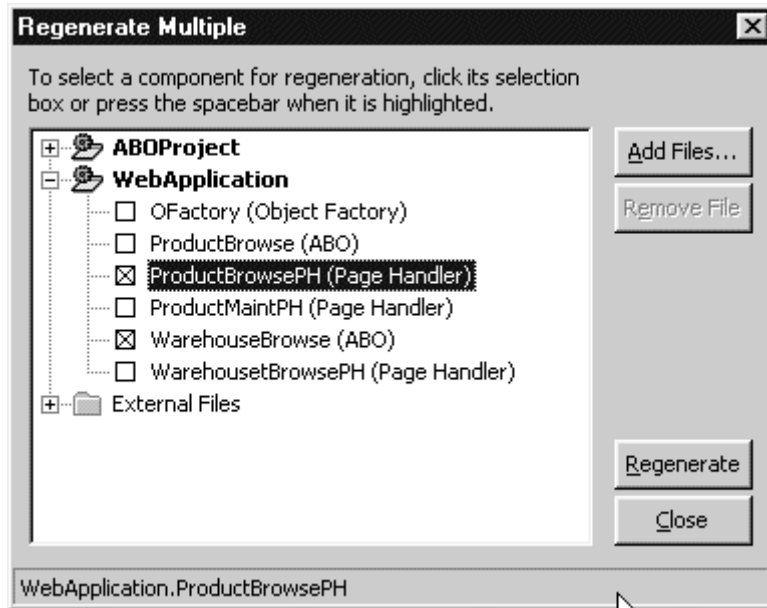 Regenerate Multiple
To select a component for regeneration, click its selection
box or press the spacebar when it is highlighted.
ABOProject
WebApplication
OFactory (Object Factory)
ProductBrowse (ABO)
ProductBrowsePH (Page Handler)
ProductMaintPH (Page Handler)
WarehouseBrowse (ABO)
WarehousetBrowsePH (Page Handler)
External Files
Add Files...
Remove File
Regenerate
Close
WebApplication.ProductBrowsePH